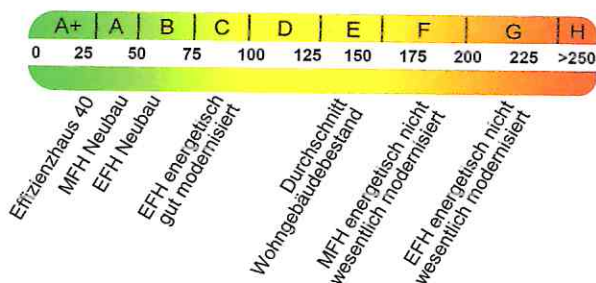 A+ A B C D E F G H
0 25 50 75 100 125 150 175 200 225 >250
Effizienzhaus 40
MFH Neubau
EFH Neubau
EFH energetisch
gut modernisiert
Durchschnitt
Wohngebäudebestand
MFH energetisch nicht
wesentlich modernisiert
EFH energetisch nicht
wesentlich modernisiert